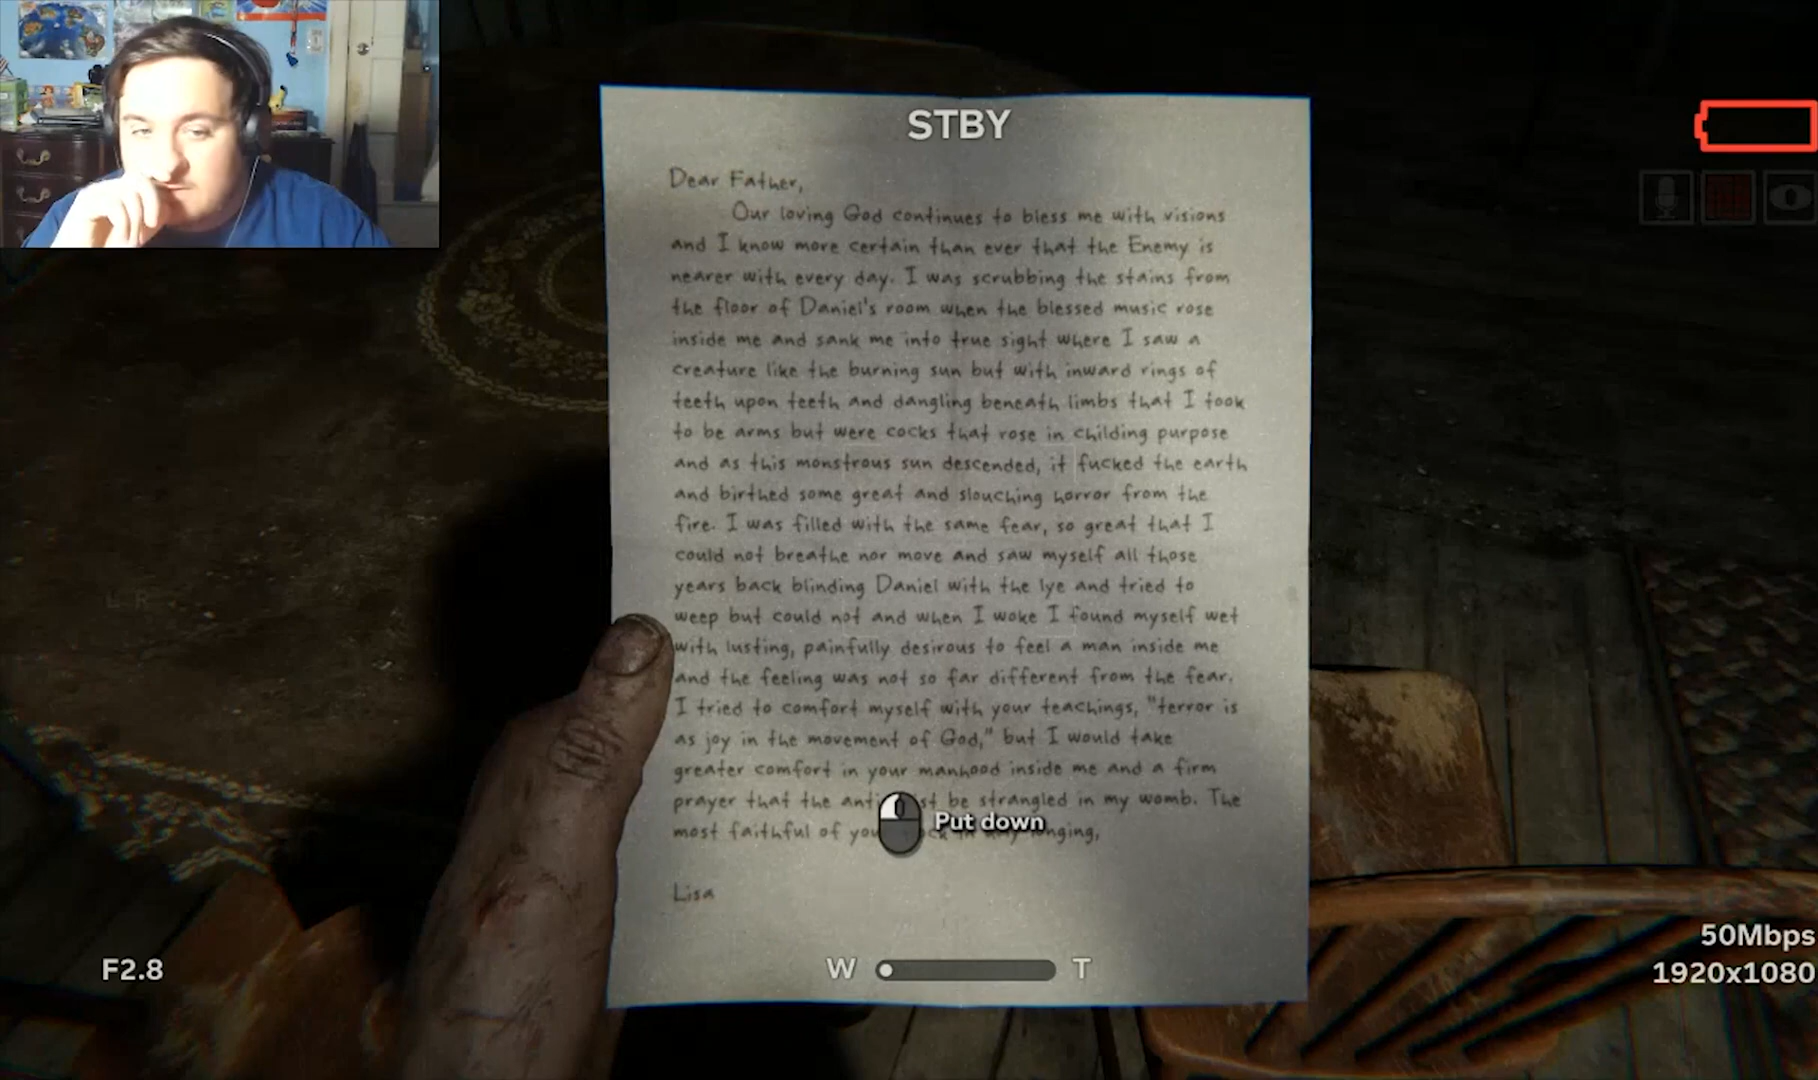 STBY
Dear Father,
Our loving God continues to bless me with visions
and I know more certain than ever that the Enemy is
nearer with every day. I was scrubbing the stains from
the floor of Daniel's room when the blessed music rose
inside me and sank me into true sight where I saw a
creature like the burning sun but with inward rings of
teeth upon teeth and dangling beneath limbs that I took
to be arms but were cocks that rose in childing purpose
and as this monstrous sun descended, it fucked the earth
and birthed some great and slouching horror from the
fire. I was filled with the same fear, so great that I
could not breathe nor move and saw myself all those
years back blinding Daniel with the lye and tried to
weep but could not and when I woke I found myself wet
with lusting, painfully desirous to feel a man inside me
and the feeling was not so far different from the fear.
I tried to comfort myself with your teachings, "terror is
as joy in the movement of God," but I would take
greater comfort in your manhood inside me and a firm
prayer that the be strangled in my womb. The
most faithful of
Put down
Lisa
F2.8
W T
50Mbps
1920x1080